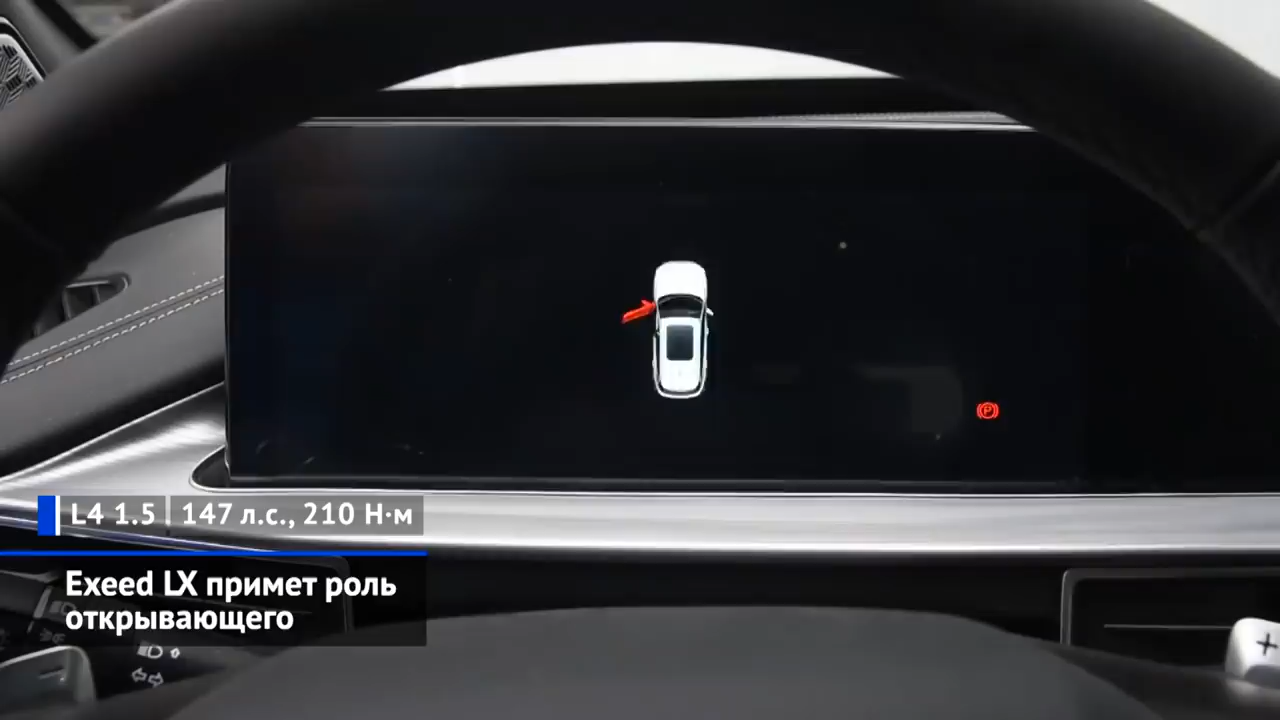 P
L4 1.5 | 147 л.с., 210 Н·м
Exeed LX примет роль
открывающего
+